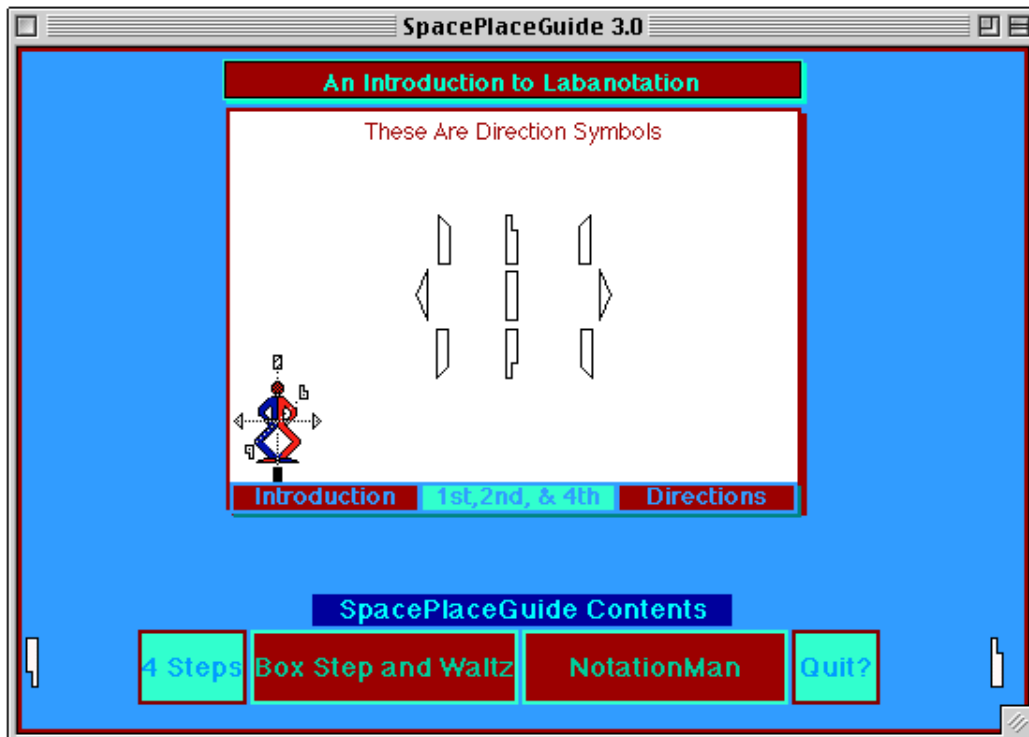 SpacePlaceGuide 3.0
An Introduction to Labanotation
These Are Direction Symbols
Introduction
1st,2nd, & 4th
Directions
SpacePlaceGuide Contents
4 Steps
Box Step and Waltz
NotationMan
Quit?